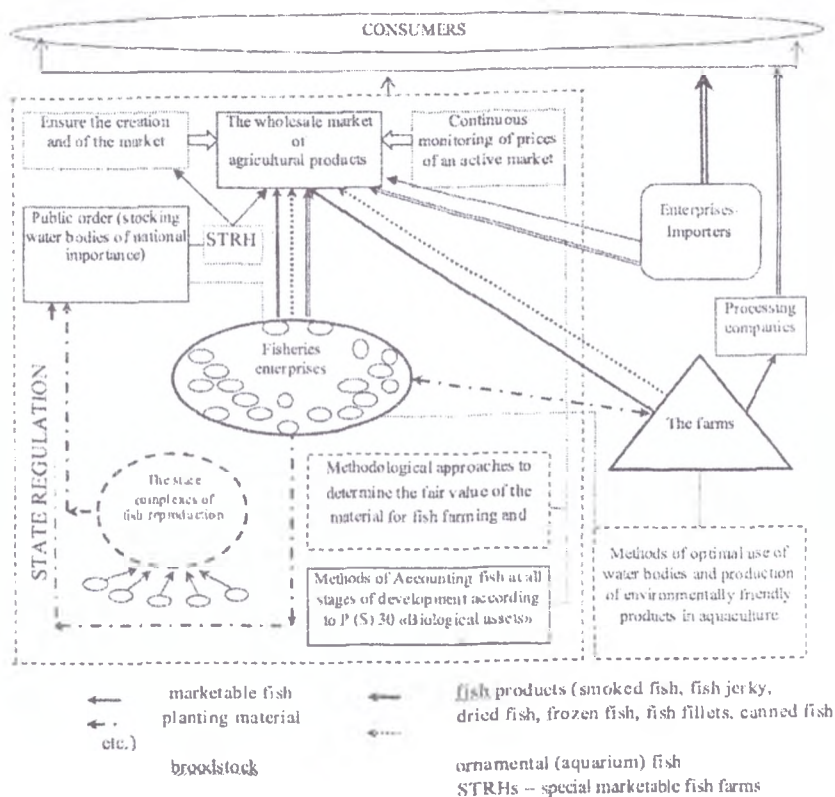 CONSUMERS
Ensure the creation
and of the market
The wholesale market
of
agricultural products
Continuous
monitoring of prices
of an active market
Public order (stocking
water bodies of national
importance)
STRH
Enterprises-
Importers
Processing
companies
Fisheries
enterprises
The farms
STATE REGULATION
The state
complexes of
fish reproduction
Methodological approaches to
determine the fair value of the
material for fish farming and
Methods of Accounting fish at all
stages of development according
to P (S) 30 «Biological assets»
Methods of optimal use of
water bodies and production
of environmentally friendly
products in aquaculture
marketable fish
planting material
etc.)
broodstock
fish products (smoked fish, fish jerky,
dried fish, frozen fish, fish fillets, canned fish
ornamental (aquarium) fish
STRHs – special marketable fish farms